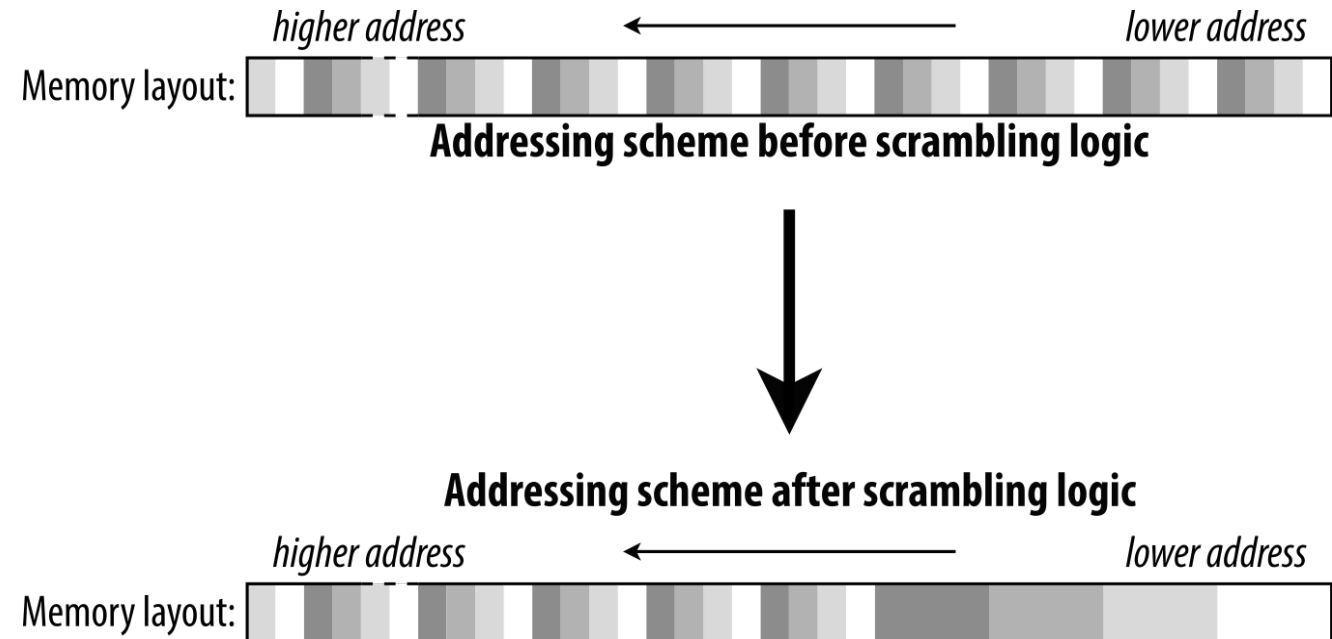 higher address lower address
Memory layout:
Addressing scheme before scrambling logic
Addressing scheme after scrambling logic
higher address lower address
Memory layout: